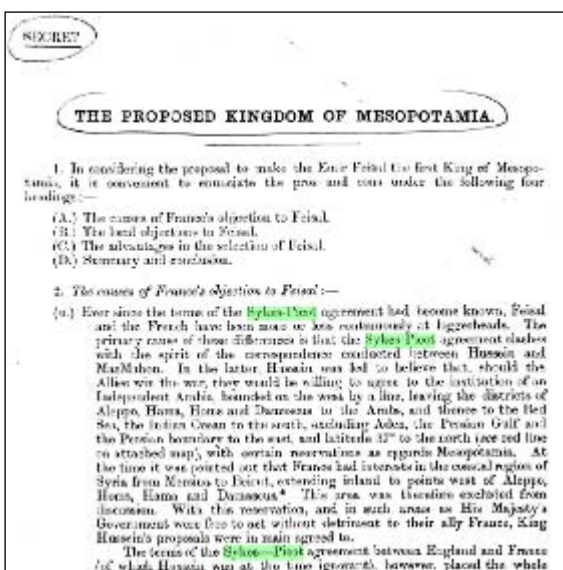 SECRET
THE PROPOSED KINGDOM OF MESOPOTAMIA.
1. In considering the proposal to make the Emir Feisal the first King of Mesopo-
tamia, it is convenient to enunciate the pros and cons under the following four
headings:—
(A.) The causes of France's objection to Feisal.
(B.) The local objections to Feisal.
(C.) The advantages in the selection of Feisal.
(D.) Summary and conclusion.
2. The causes of France's objection to Feisal:—
(a.) Ever since the terms of the Sykes-Picot agreement had become known, Feisal
and the French have been more or less continuously at loggerheads. The
primary cause of these differences is that the Sykes-Picot agreement clashes
with the spirit of the correspondence conducted between Hussein and
MacMahon. In the latter, Hussein was led to believe that, should the
Allies win the war, they would be willing to agree to the institution of an
Independent Arabia, bounded on the west by a line, leaving the districts of
Aleppo, Hama, Homs and Damascus to the Arabs, and thence to the Red
Sea, the Indian Ocean to the south, excluding Aden, the Persian Gulf and
the Persian boundary to the east, and latitude 37° to the north (see red line
on attached map), with certain reservations as regards Mesopotamia. At
the time it was pointed out that France had interests in the coastal region of
Syria from Mersina to Beirut, extending inland to points west of Aleppo,
Homs, Hama and Damascus.* This area was therefore excluded from
discussion. With this reservation, and in such areas as His Majesty's
Government were free to act without detriment to their ally France, King
Hussein's proposals were in main agreed to.
The terms of the Sykes—Picot agreement between England and France
(of which Hussein was at the time ignorant), however, placed the whole